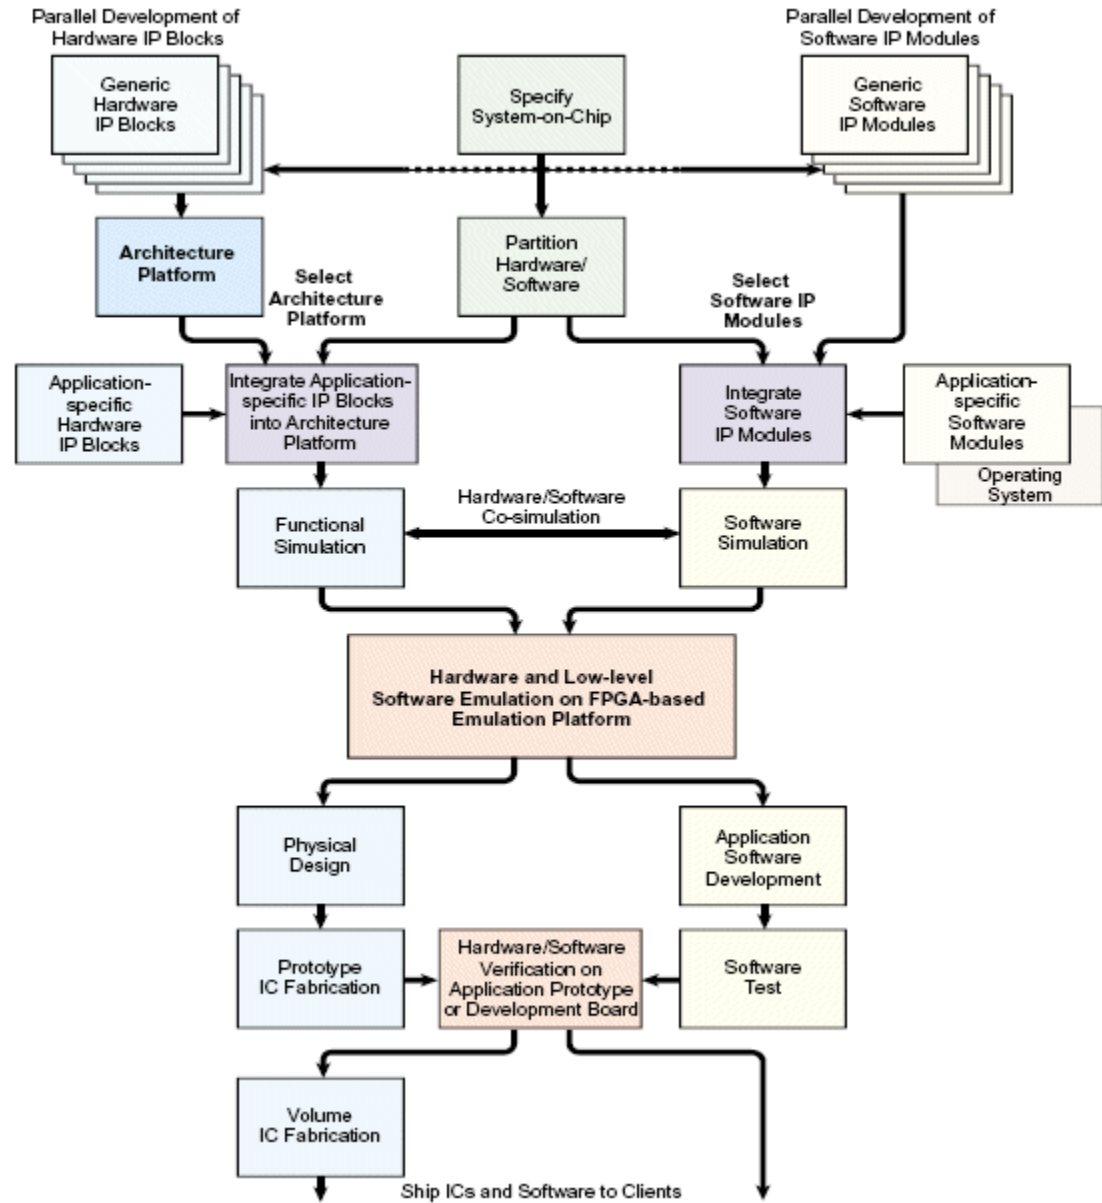 Parallel Development of
Hardware IP Blocks
Parallel Development of
Software IP Modules
Generic
Hardware
IP Blocks
Specify
System-on-Chip
Generic
Software
IP Modules
Architecture
Platform
Select
Architecture
Platform
Partition
Hardware/
Software
Select
Software IP
Modules
Application-
specific
Hardware
IP Blocks
Integrate Application-
specific IP Blocks
into Architecture
Platform
Integrate
Software
IP Modules
Application-
specific
Software
Modules
Operating
System
Functional
Simulation
Hardware/Software
Co-simulation
Software
Simulation
Hardware and Low-level
Software Emulation on FPGA-based
Emulation Platform
Physical
Design
Application
Software
Development
Prototype
IC Fabrication
Hardware/Software
Verification on
Application Prototype
or Development Board
Software
Test
Volume
IC Fabrication
Ship ICs and Software to Clients